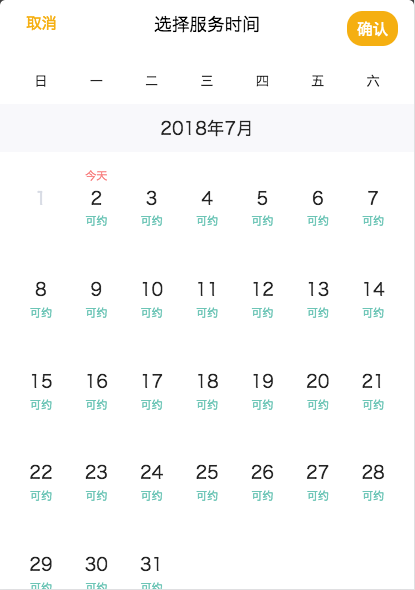 取消 选择服务时间 确认
日 一 二 三 四 五 六
2018年7月
今天
1 2 3 4 5 6 7
可约 可约 可约 可约 可约 可约
8 9 10 11 12 13 14
可约 可约 可约 可约 可约 可约 可约
15 16 17 18 19 20 21
可约 可约 可约 可约 可约 可约 可约
22 23 24 25 26 27 28
可约 可约 可约 可约 可约 可约 可约
29 30 31
可约 可约 可约